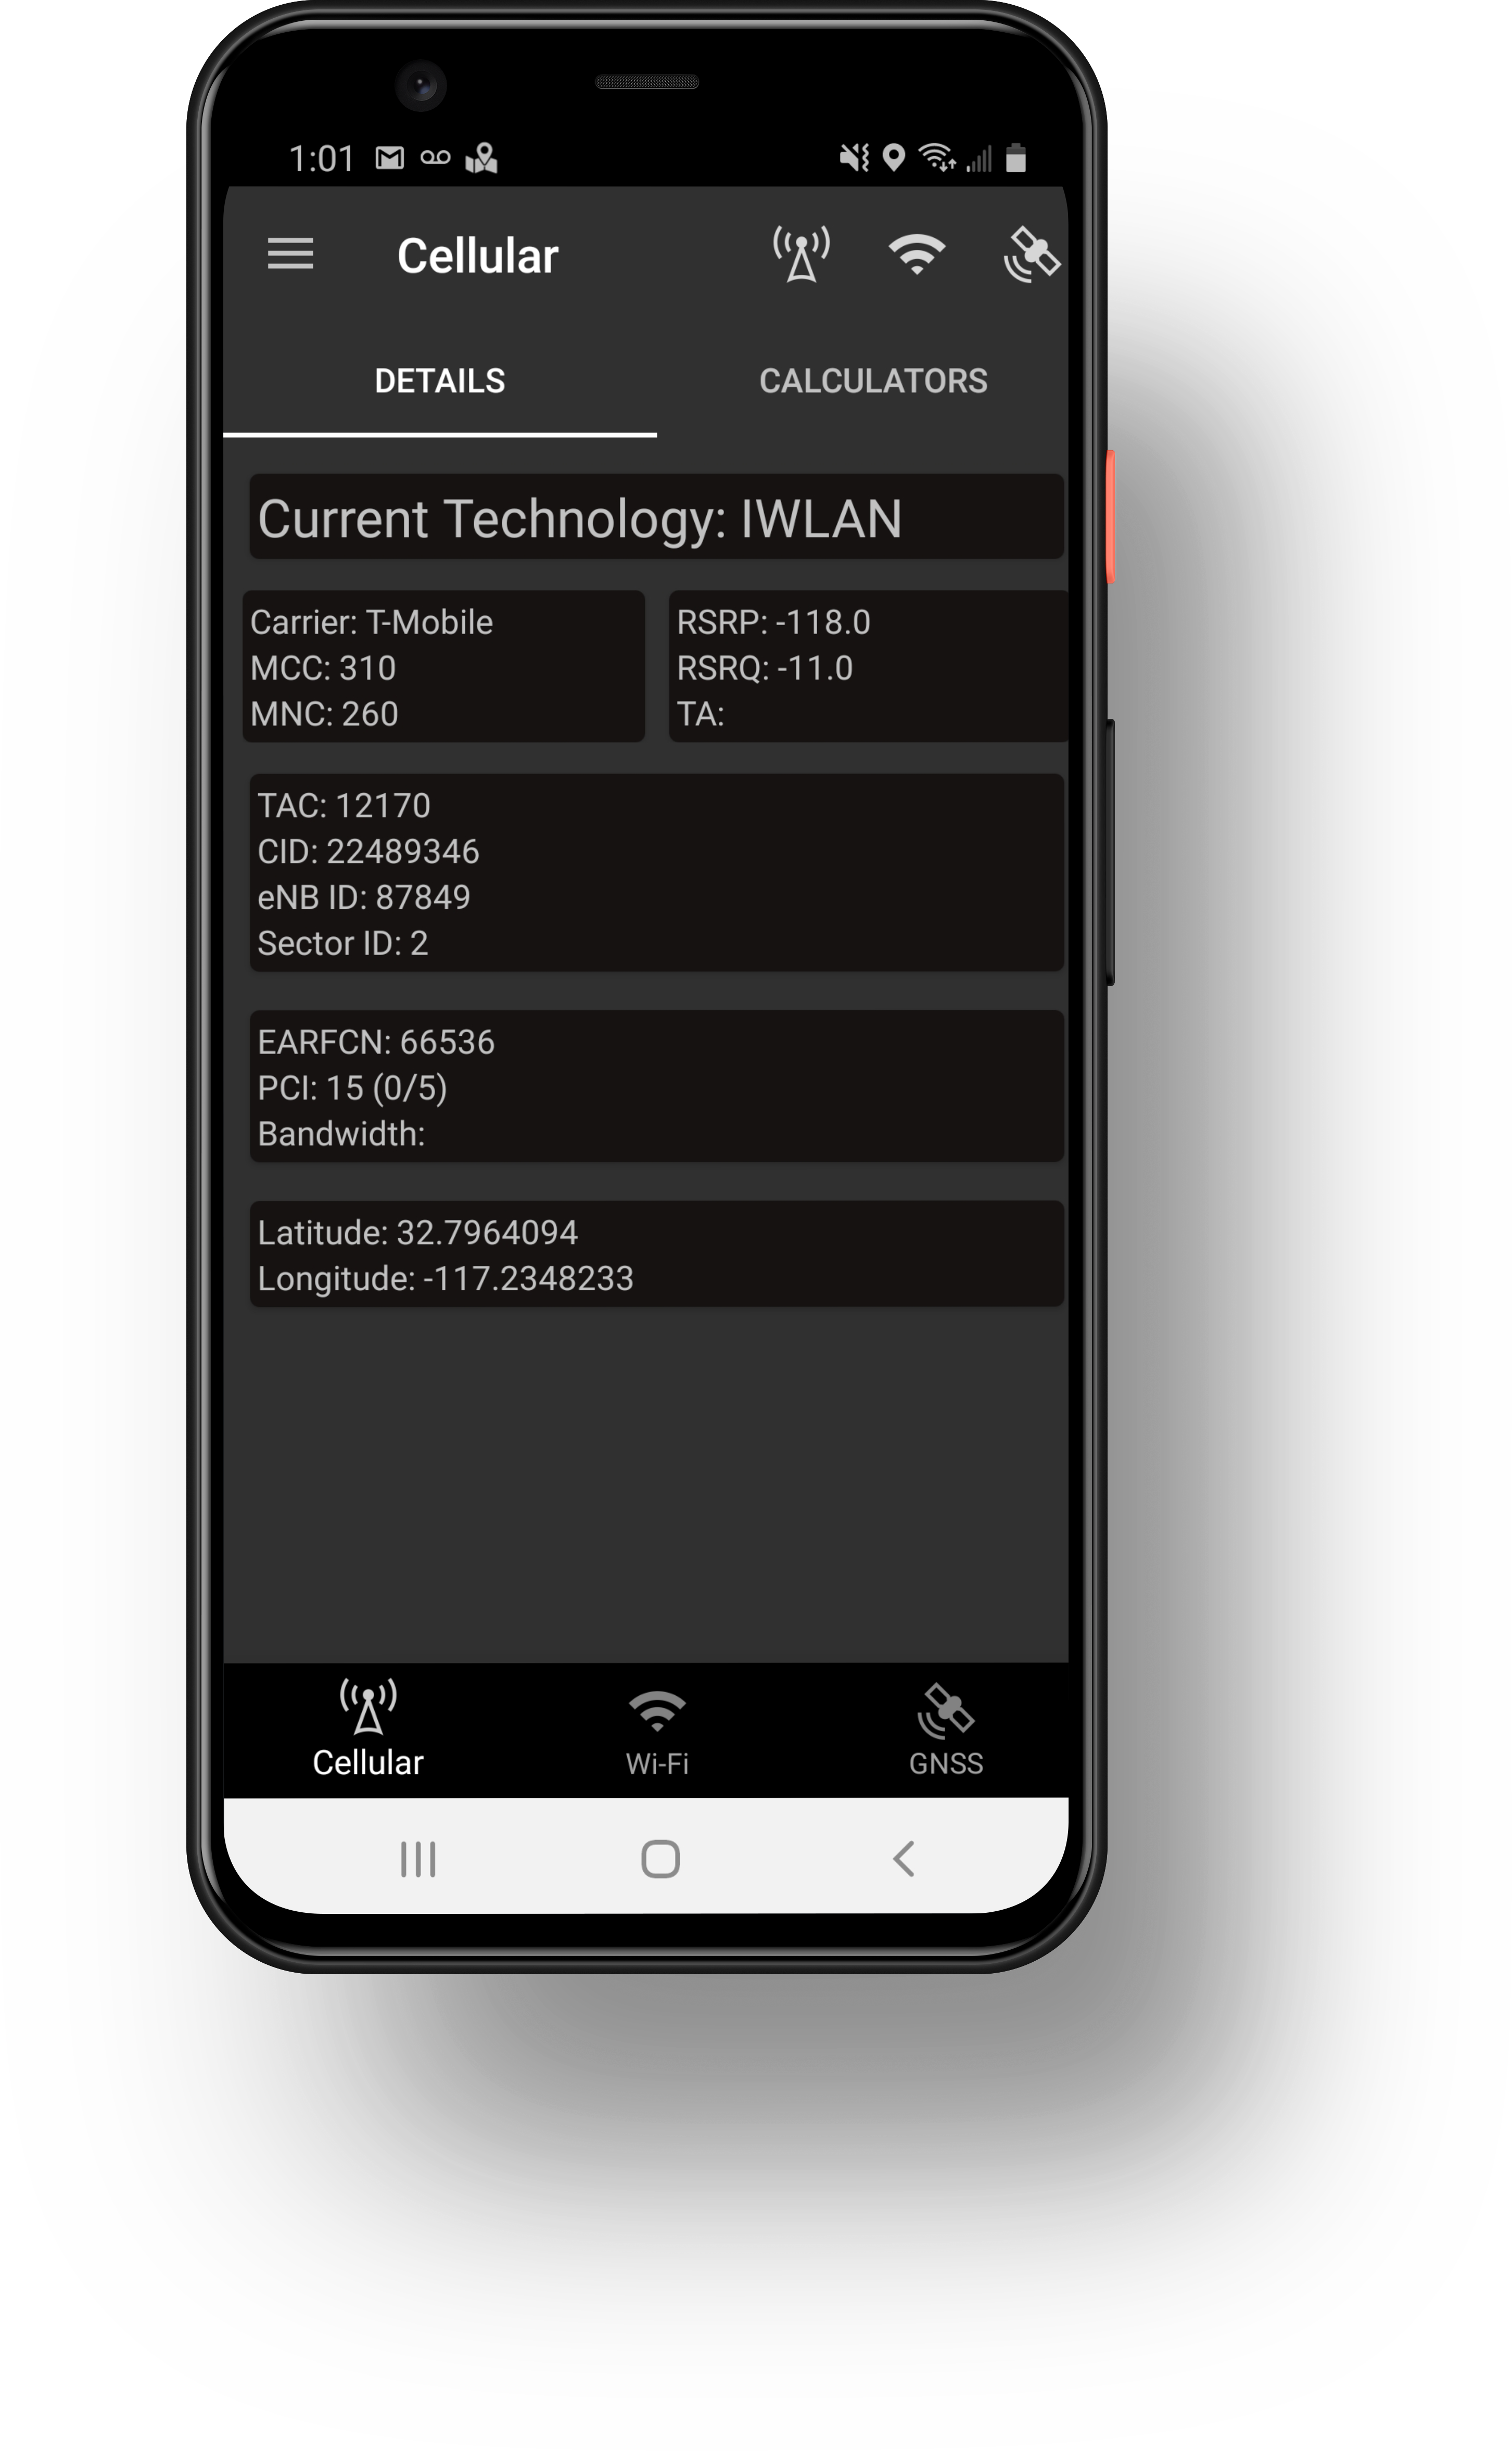 1:01
Cellular
DETAILS
CALCULATORS
Current Technology: IWLAN
Carrier: T-Mobile
MCC: 310
MNC: 260
RSRP: -118.0
RSRQ: -11.0
TA:
TAC: 12170
CID: 22489346
eNB ID: 87849
Sector ID: 2
EARFCN: 66536
PCI: 15 (0/5)
Bandwidth:
Latitude: 32.7964094
Longitude: -117.2348233
Cellular
Wi-Fi
GNSS